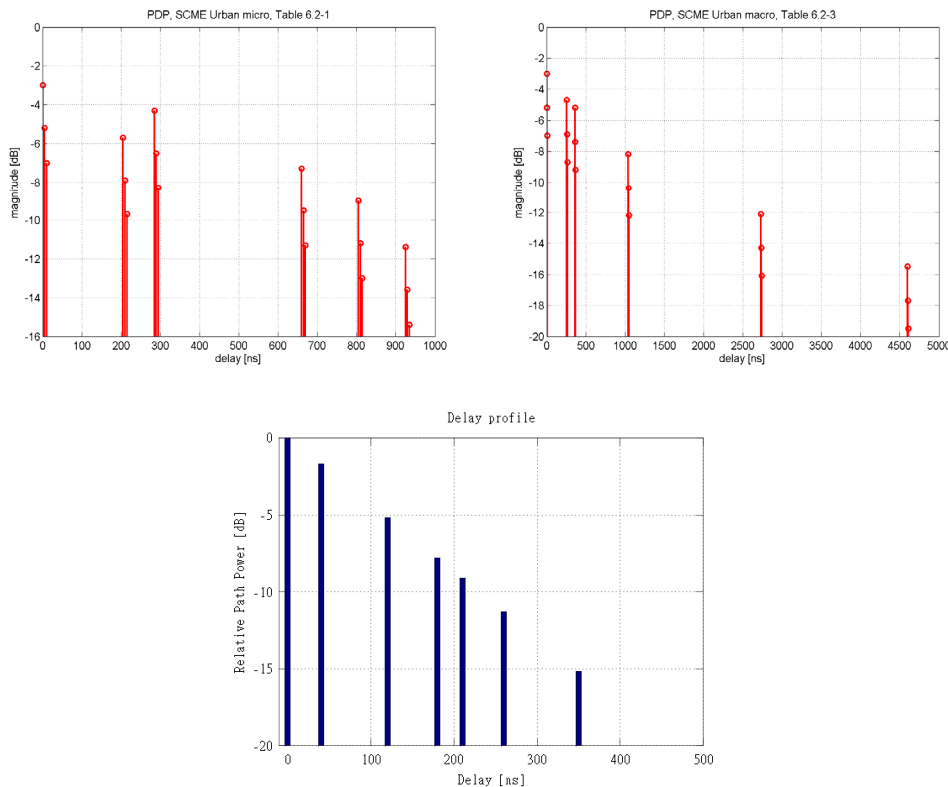 PDP, SCME Urban micro, Table 6.2-1
0
-2
-4
-6
-8
-10
-12
-14
-16
magnitude [dB]
0 100 200 300 400 500 600 700 800 900 1000
delay [ns]
PDP, SCME Urban macro, Table 6.2-3
0
-2
-4
-6
-8
-10
-12
-14
-16
-18
-20
magnitude [dB]
0 500 1000 1500 2000 2500 3000 3500 4000 4500 5000
delay [ns]
Delay profile
0
-5
-10
-15
-20
Relative Path Power [dB]
0 100 200 300 400 500
Delay [ns]